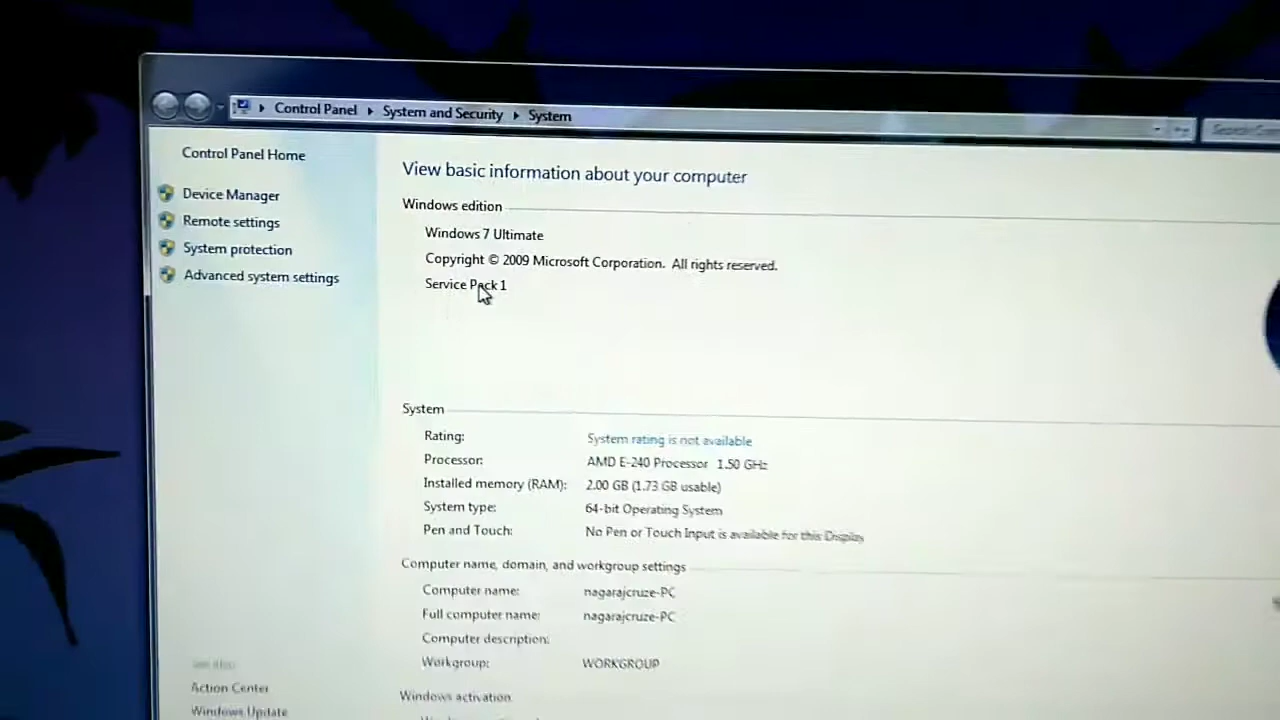 Control Panel System and Security System
Control Panel Home
Device Manager
Remote settings
System protection
Advanced system settings
View basic information about your computer
Windows edition
Windows 7 Ultimate
Copyright © 2009 Microsoft Corporation. All rights reserved.
Service Pack 1
System
Rating: System rating is not available
Processor: AMD E-240 Processor 1.50 GHz
Installed memory (RAM): 2.00 GB (1.73 GB usable)
System type: 64-bit Operating System
Pen and Touch: No Pen or Touch Input is available for this Display
Computer name, domain, and workgroup settings
Computer name: nagarajcruze-PC
Full computer name: nagarajcruze-PC
Computer description:
Workgroup: WORKGROUP
Windows activation
See also
Action Center
Windows Update